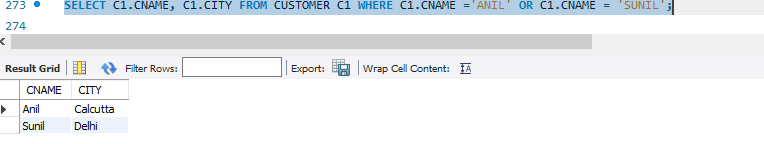 273 SELECT C1.CNAME, C1.CITY FROM CUSTOMER C1 WHERE C1.CNAME ='ANIL' OR C1.CNAME = 'SUNIL';
274
Result Grid Filter Rows: Export: Wrap Cell Content:
CNAME CITY
Anil Calcutta
Sunil Delhi